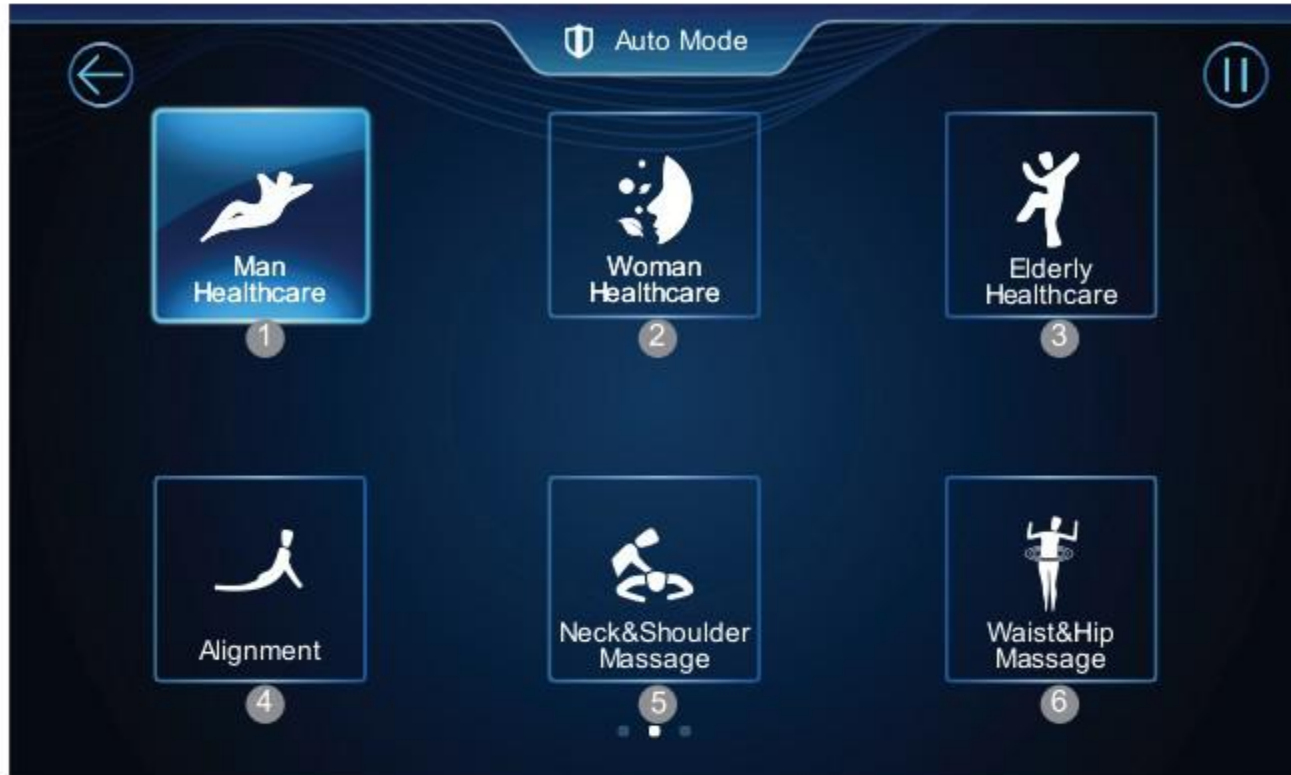 Auto Mode
Man
Healthcare
1
Woman
Healthcare
2
Elderly
Healthcare
3
Alignment
4
Neck&Shoulder
Massage
5
Waist&Hip
Massage
6